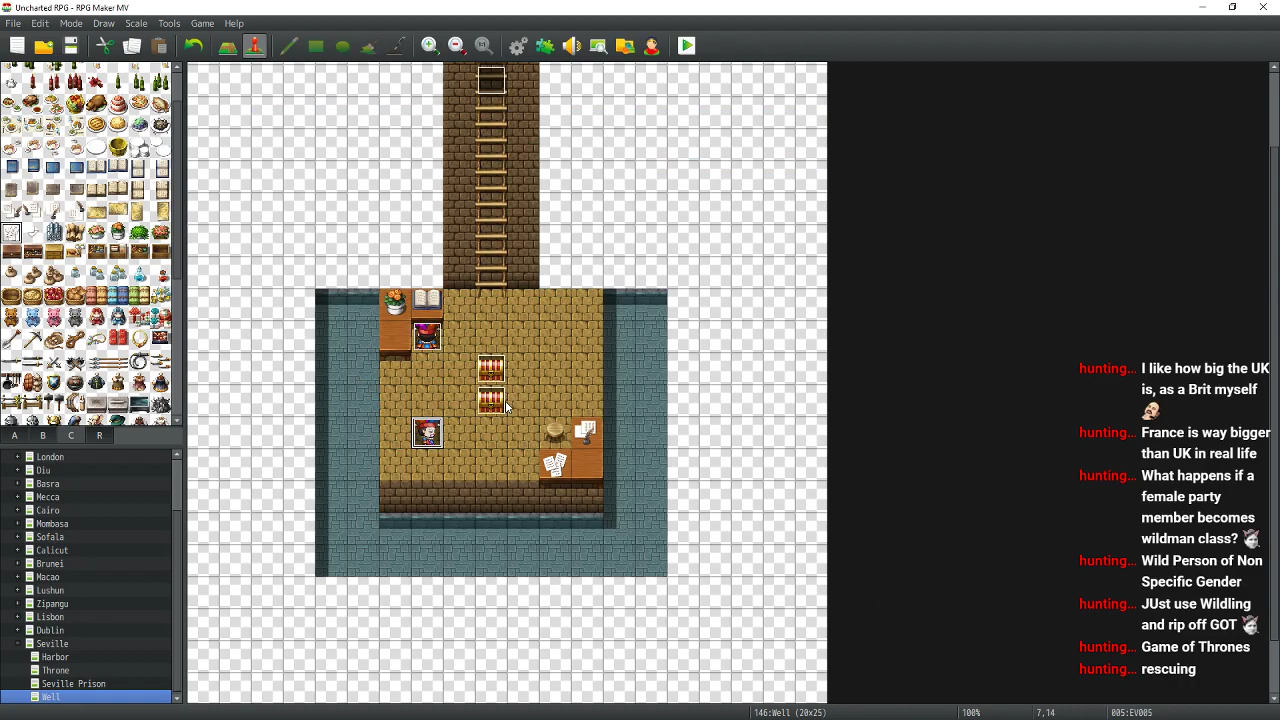 Uncharted RPG - RPG Maker MV
File Edit Mode Draw Scale Tools Game Help
A B C R
London
Diu
Basra
Mecca
Cairo
Mombasa
Sofala
Calicut
Brunei
Macao
Lushun
Zipangu
Lisbon
Dublin
Seville
Harbor
Throne
Seville Prison
Well
hunting... I like how big the UK
is, as a Brit myself
hunting... France is way bigger
than UK in real life
hunting... What happens if a
female party
member becomes
wildman class?
hunting... Wild Person of Non
Specific Gender
hunting... JUst use Wildling
and rip off GOT
hunting... Game of Thrones
hunting... rescuing
146:Well (20x25) 100% 7,14 005:EV005